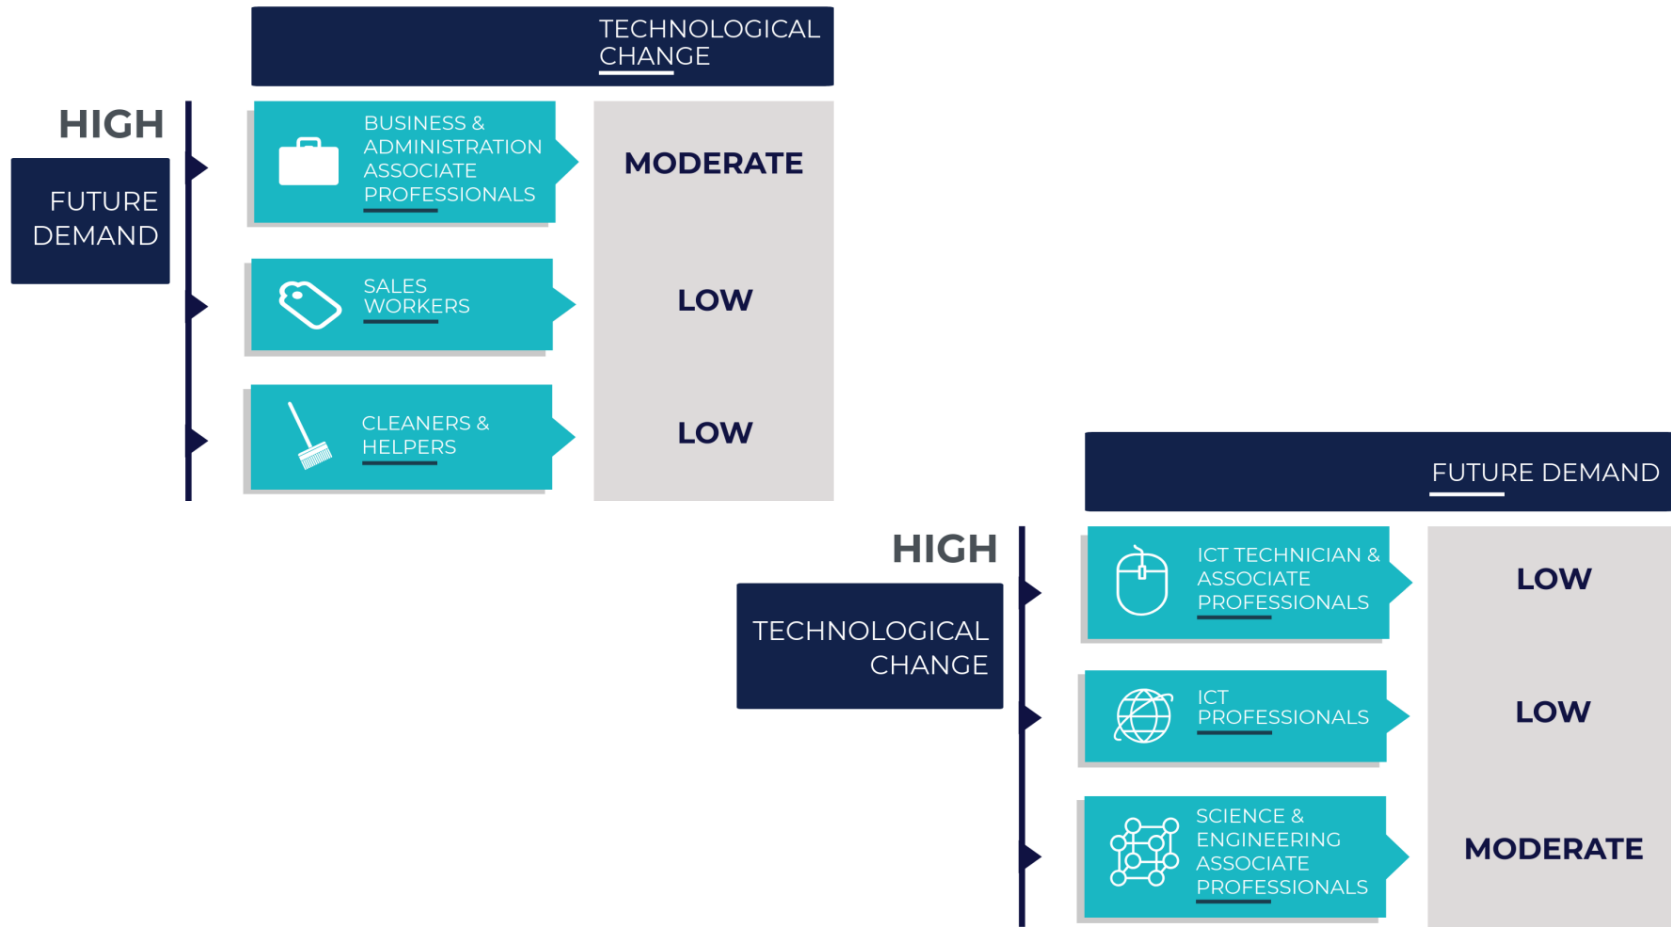 TECHNOLOGICAL
CHANGE
HIGH
FUTURE
DEMAND
BUSINESS &
ADMINISTRATION
ASSOCIATE
PROFESSIONALS
MODERATE
SALES
WORKERS
LOW
CLEANERS &
HELPERS
LOW
FUTURE DEMAND
HIGH
TECHNOLOGICAL
CHANGE
ICT TECHNICIAN &
ASSOCIATE
PROFESSIONALS
LOW
ICT
PROFESSIONALS
LOW
SCIENCE &
ENGINEERING
ASSOCIATE
PROFESSIONALS
MODERATE